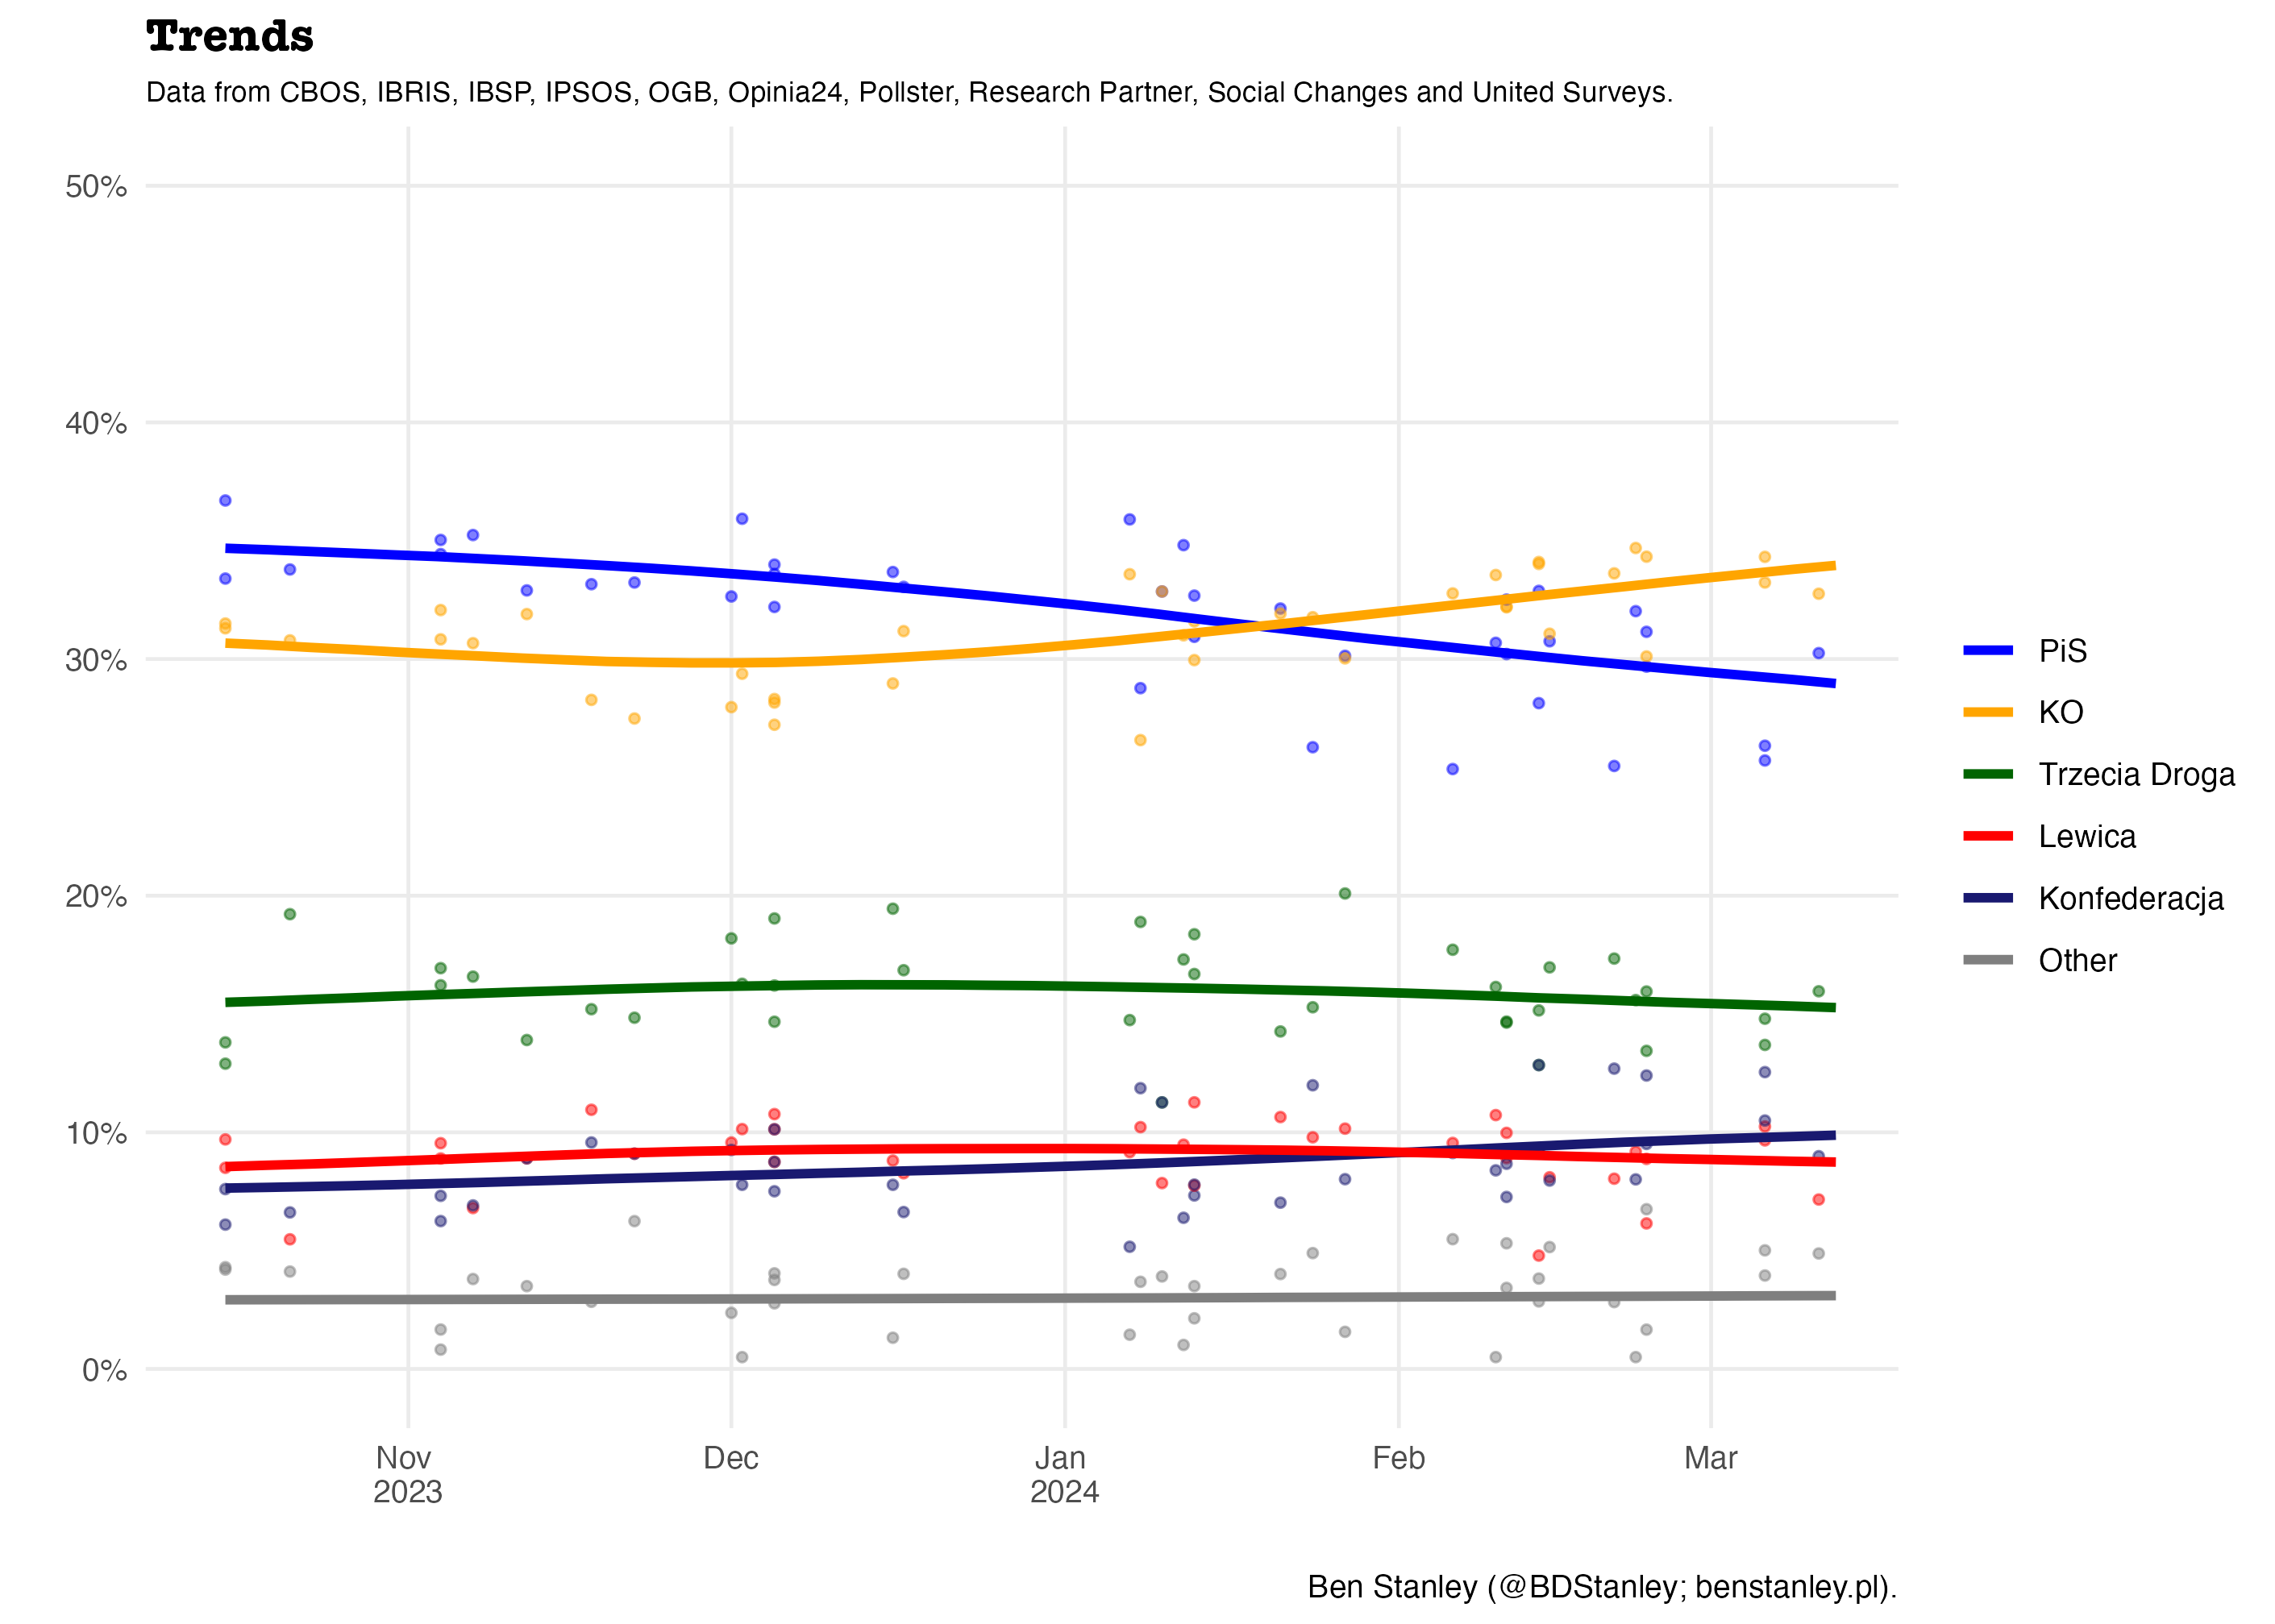 Trends
Data from CBOS, IBRIS, IBSP, IPSOS, OGB, Opinia24, Pollster, Research Partner, Social Changes and United Surveys.
50%
40%
30%
20%
10%
0%
Nov
2023
Dec
Jan
2024
Feb
Mar
PiS
KO
Trzecia Droga
Lewica
Konfederacja
Other
Ben Stanley (@BDStanley; benstanley.pl).